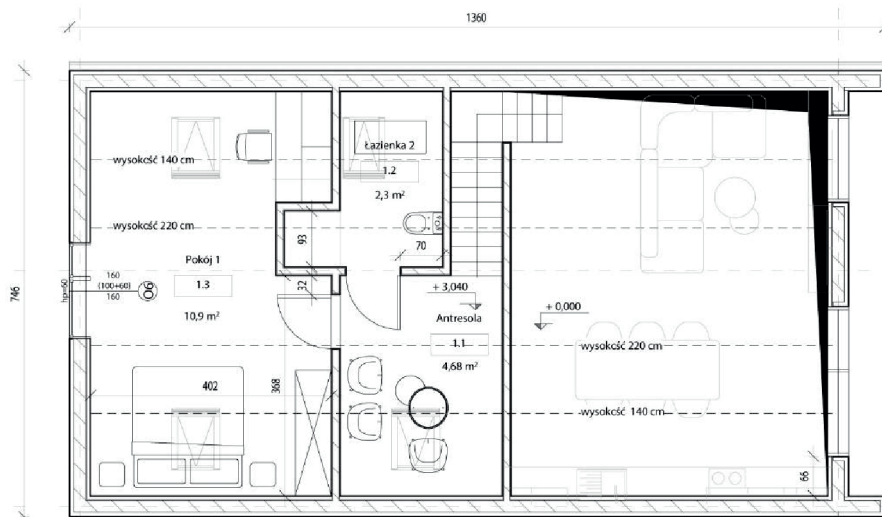 1360
746
wysokość 140 cm
Łazienka 2
1.2
2,3 m²
wysokość 220 cm
93
70
Pokój 1
1.3
10,9 m²
hp=60
160
(100+60)
160
O6
32
+ 3,040
+ 0,000
Antresola
1.1
4,68 m²
wysokość 220 cm
402
368
wysokość 140 cm
66